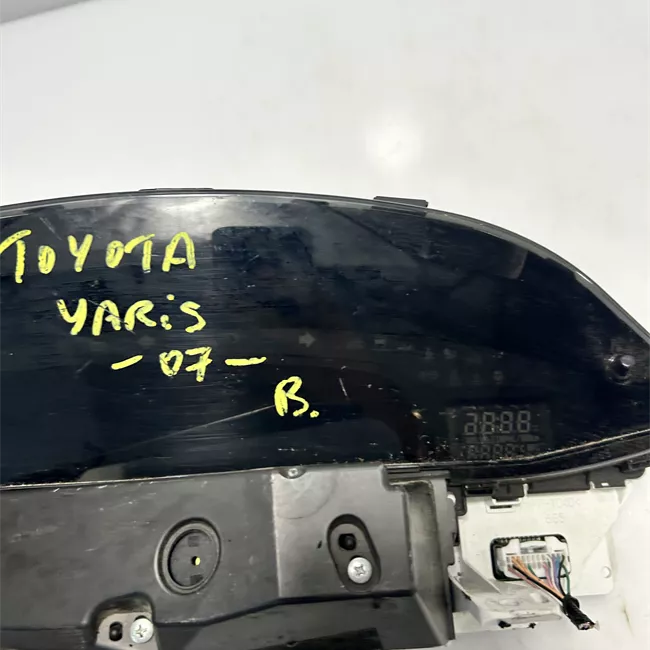 TOYOTA
YARiS
- 07 -
B.